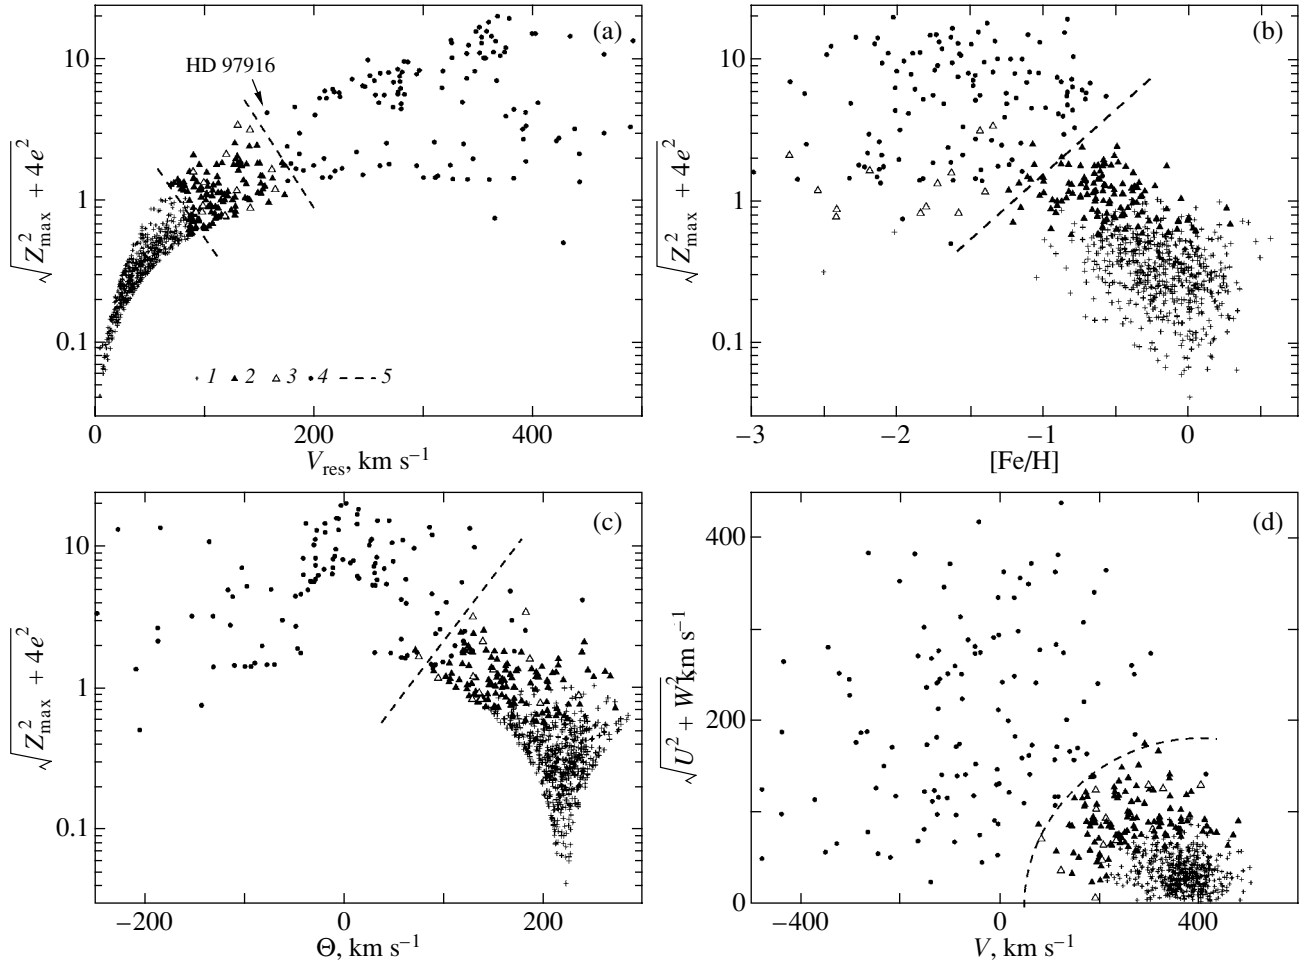 (a)
10
1
0.1
√Z²max + 4e²
HD 97916
1 2 3 4 5
0 200 400
Vres, km s⁻¹
(b)
10
1
0.1
√Z²max + 4e²
−3 −2 −1 0
[Fe/H]
(c)
10
1
0.1
√Z²max + 4e²
−200 0 200
Θ, km s⁻¹
(d)
400
200
0
√U² + W², km s⁻¹
−400 −200 0 200 400
V, km s⁻¹